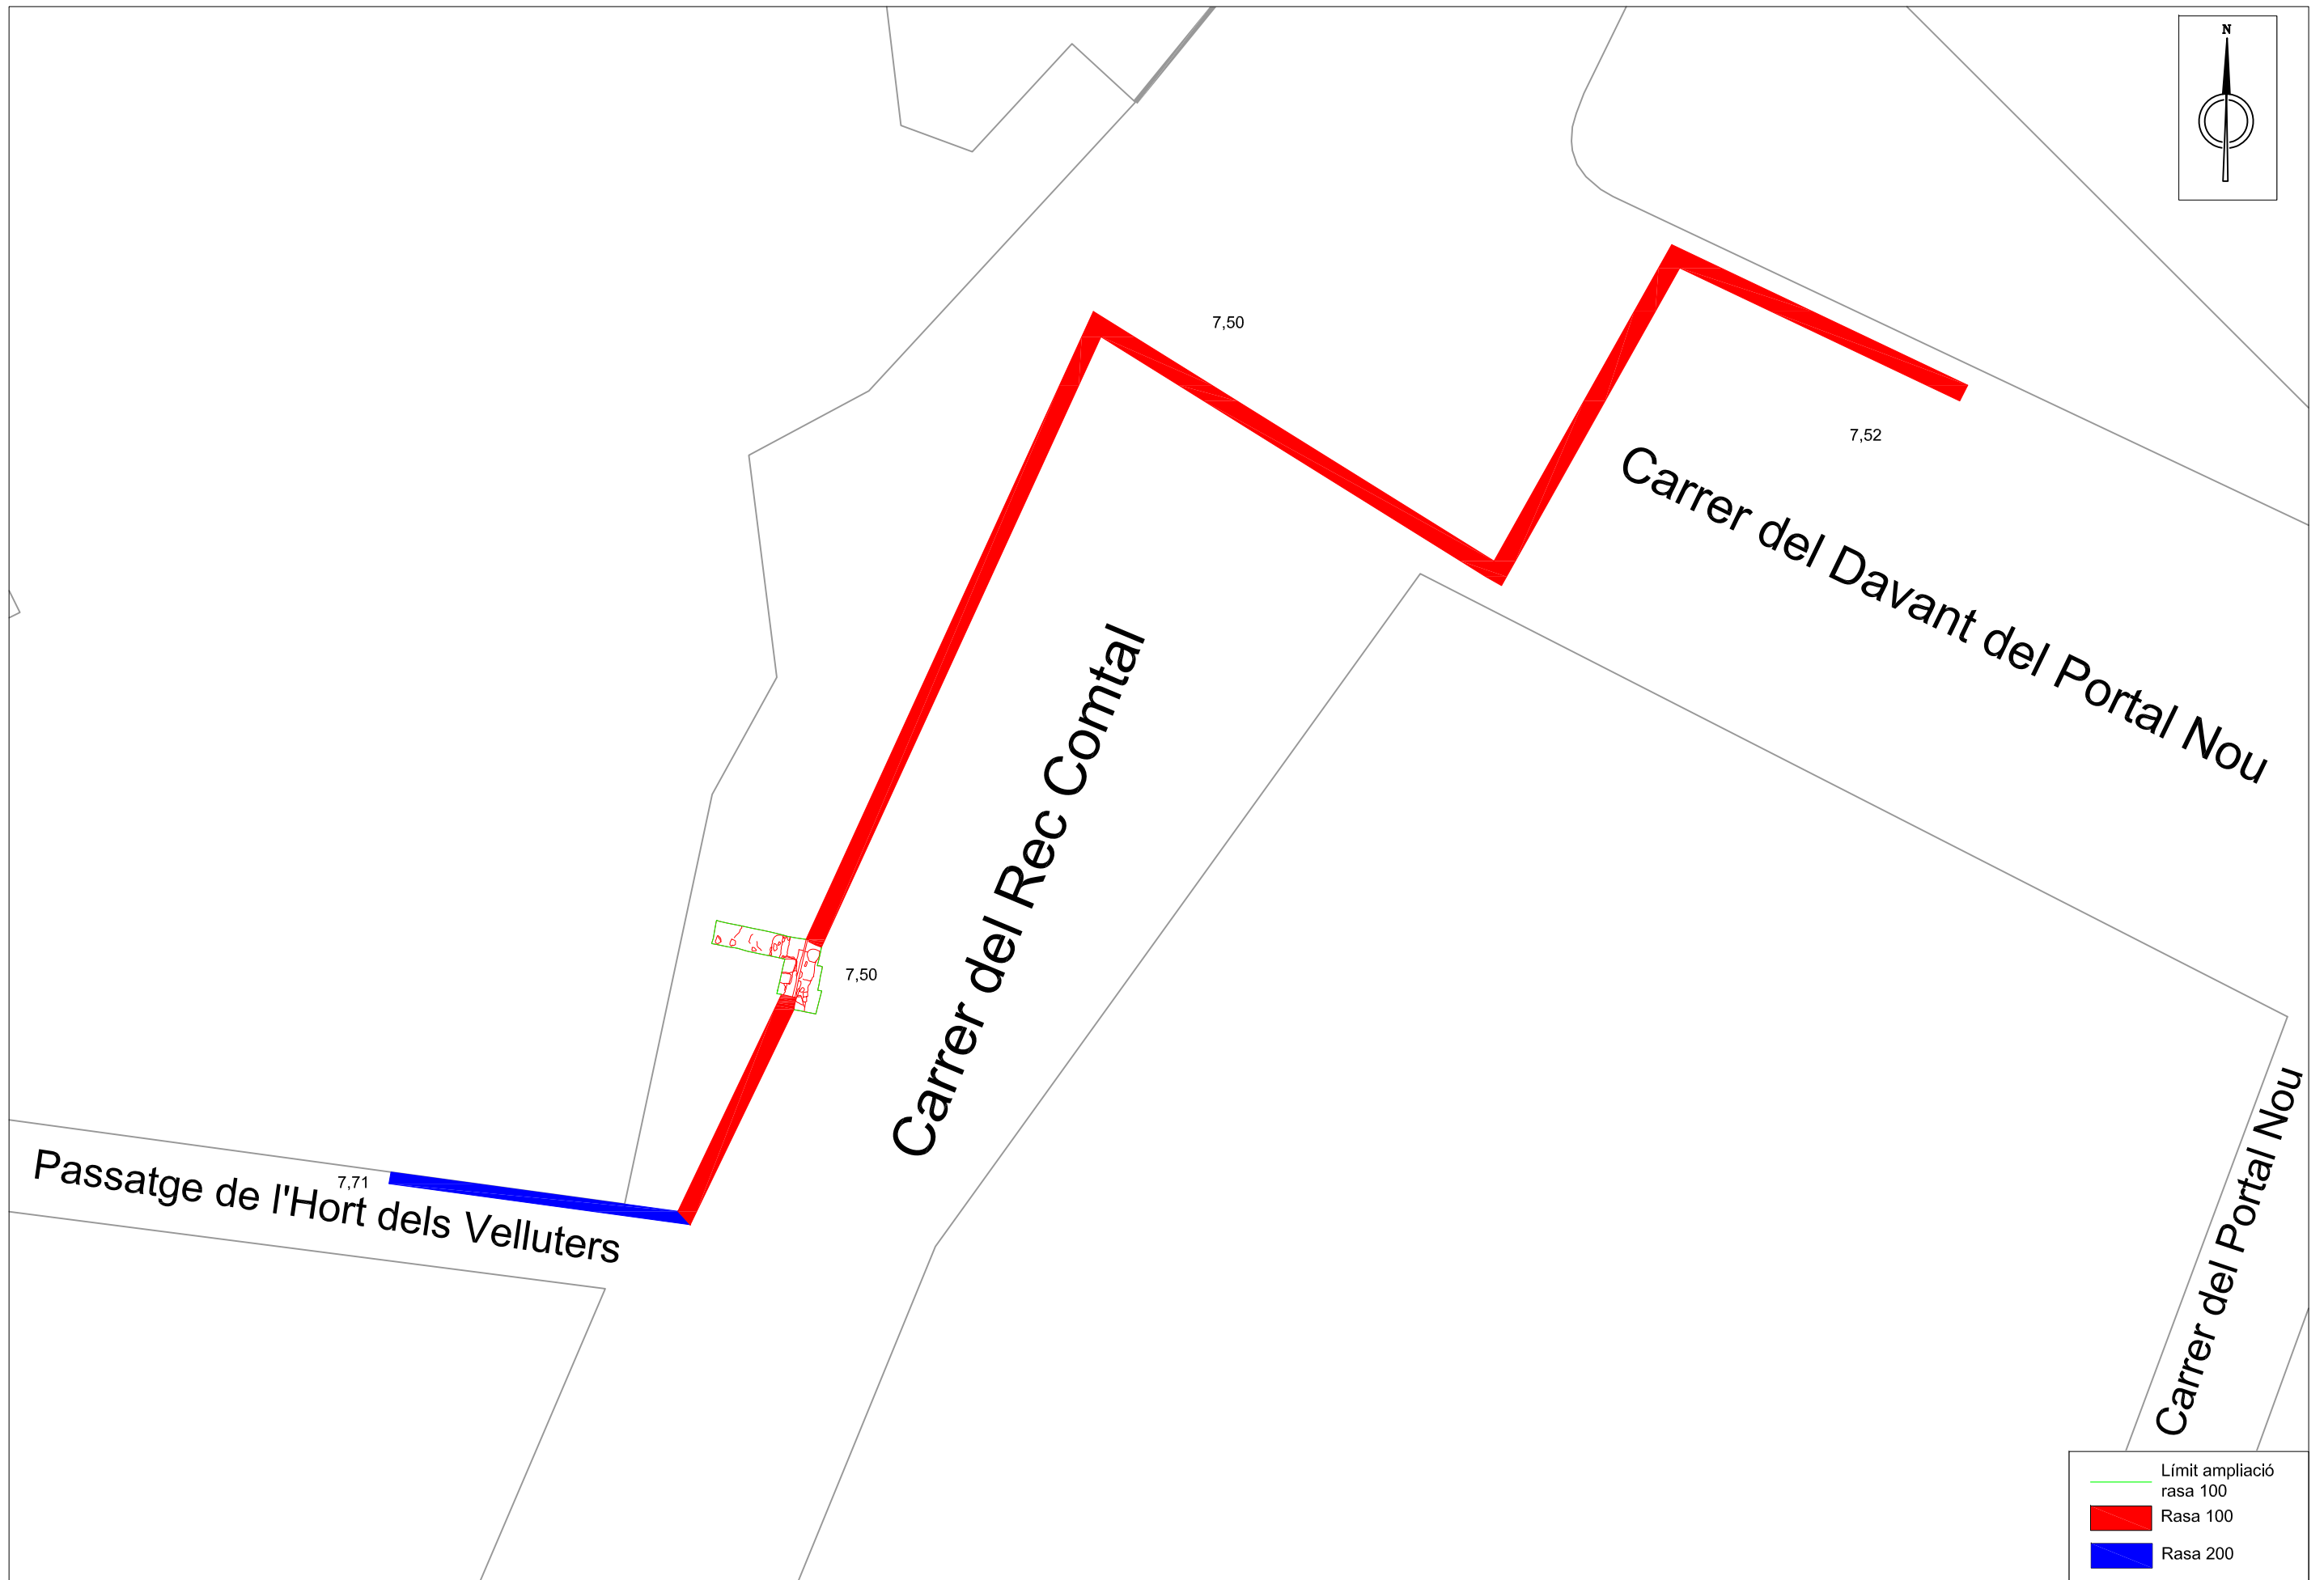 N
7,50
7,52
Carrer del Davant del Portal Nou
Carrer del Rec Comtal
7,50
Carrer del Portal Nou
Passatge de l'Hort dels Velluters
7,71
Límit ampliació
rasa 100
Rasa 100
Rasa 200